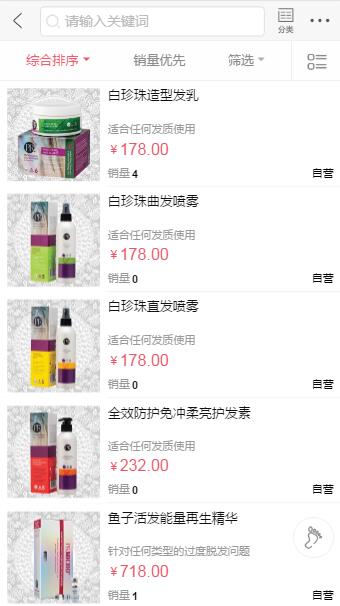 请输入关键词
分类
综合排序 销量优先 筛选
白珍珠造型发乳
适合任何发质使用
￥178.00
销量 4 自营
白珍珠曲发喷雾
适合任何发质使用
￥178.00
销量 0 自营
白珍珠直发喷雾
适合任何发质使用
￥178.00
销量 0 自营
全效防护免冲柔亮护发素
适合任何发质使用
￥232.00
销量 0 自营
鱼子活发能量再生精华
针对任何类型的过度脱发问题
￥718.00
销量 1 自营